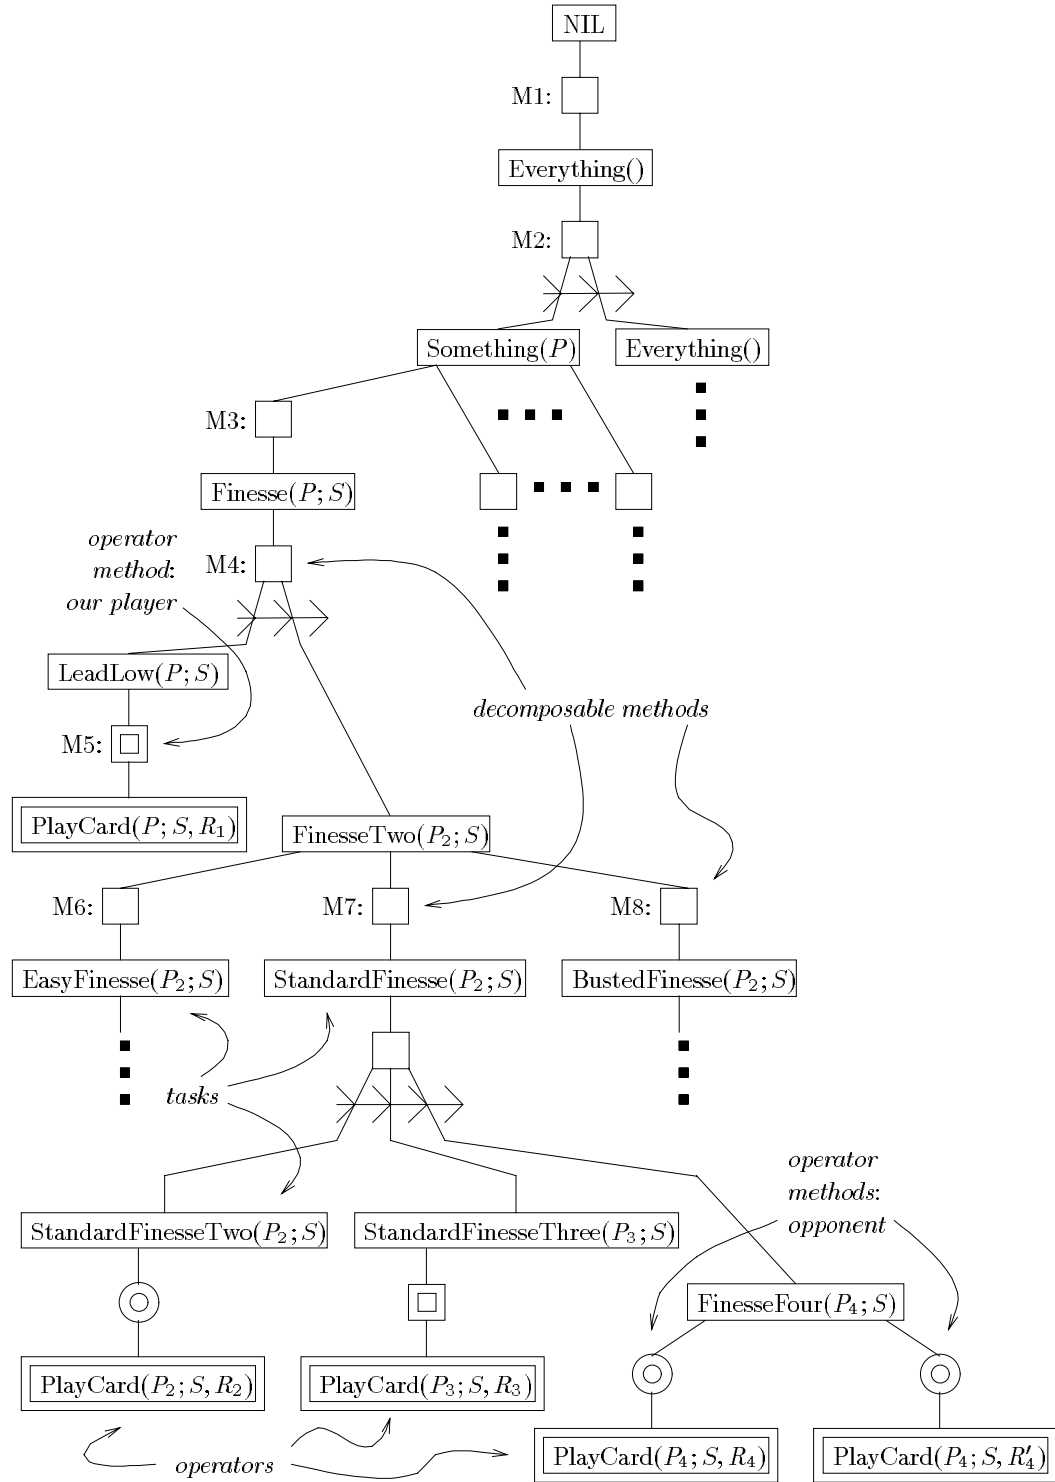 NIL
M1:
Everything()
M2:
Something(P)
Everything()
M3:
Finesse(P; S)
operator
method:
our player
M4:
LeadLow(P; S)
decomposable methods
M5:
PlayCard(P; S, R₁)
FinesseTwo(P₂; S)
M6:
M7:
M8:
EasyFinesse(P₂; S)
StandardFinesse(P₂; S)
BustedFinesse(P₂; S)
tasks
operator
methods:
opponent
StandardFinesseTwo(P₂; S)
StandardFinesseThree(P₃; S)
FinesseFour(P₄; S)
PlayCard(P₂; S, R₂)
PlayCard(P₃; S, R₃)
PlayCard(P₄; S, R₄)
PlayCard(P₄; S, R₄′)
operators